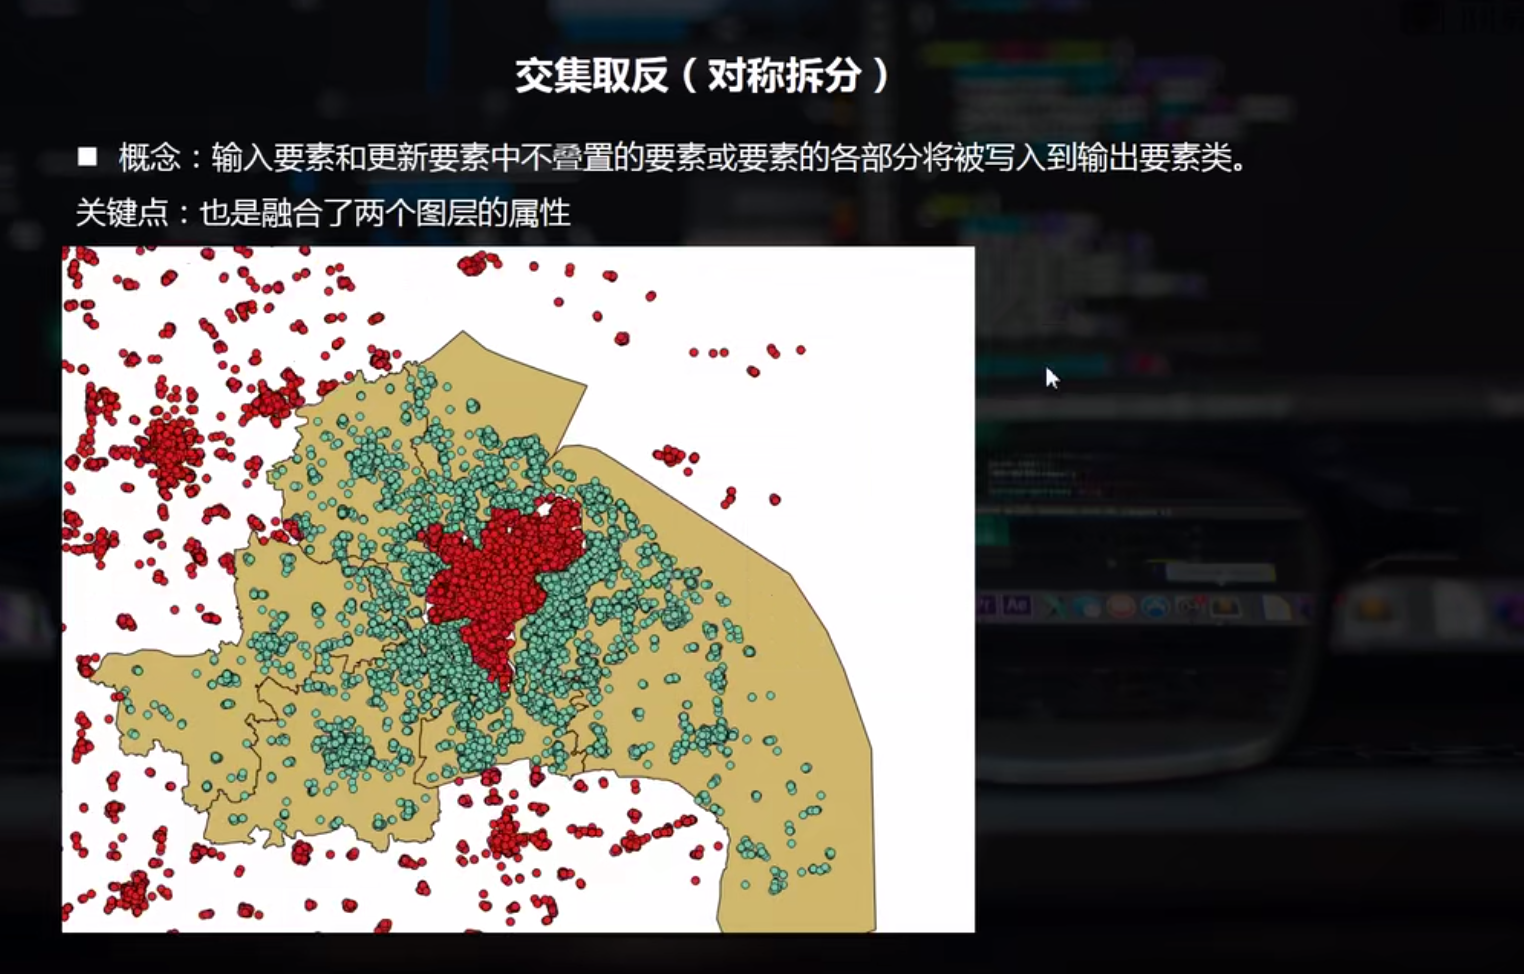 交集取反（对称拆分）
■ 概念：输入要素和更新要素中不叠置的要素或要素的各部分将被写入到输出要素类。
关键点：也是融合了两个图层的属性
Pr Ae